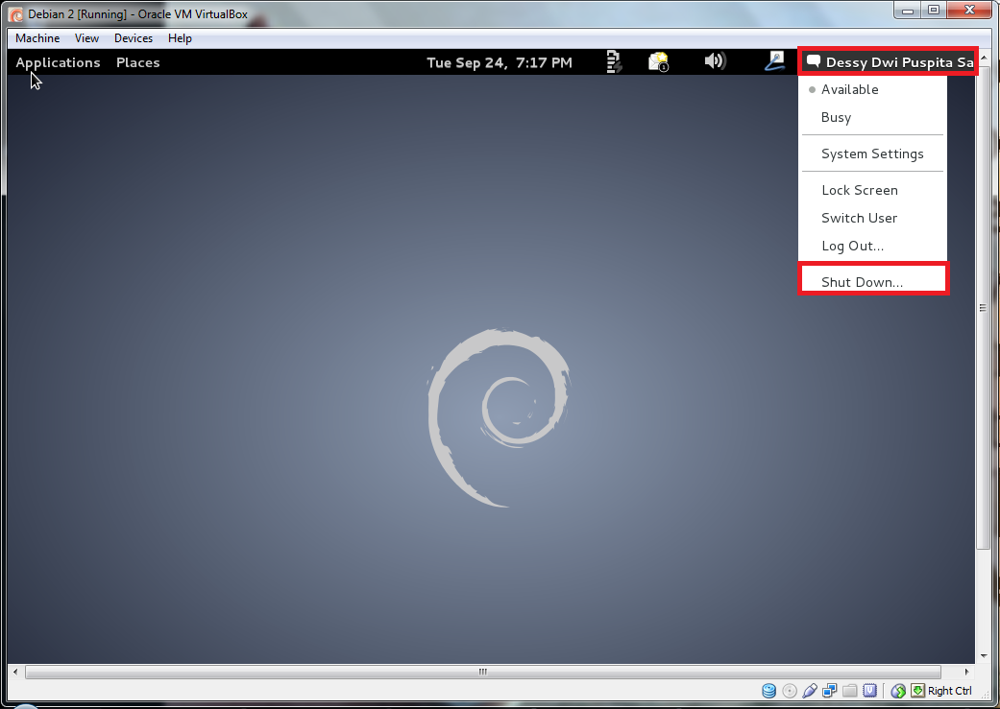 Debian 2 [Running] - Oracle VM VirtualBox
Machine View Devices Help
Applications Places Tue Sep 24, 7:17 PM 1 Dessy Dwi Puspita Sa
Available
Busy
System Settings
Lock Screen
Switch User
Log Out...
Shut Down...
Right Ctrl